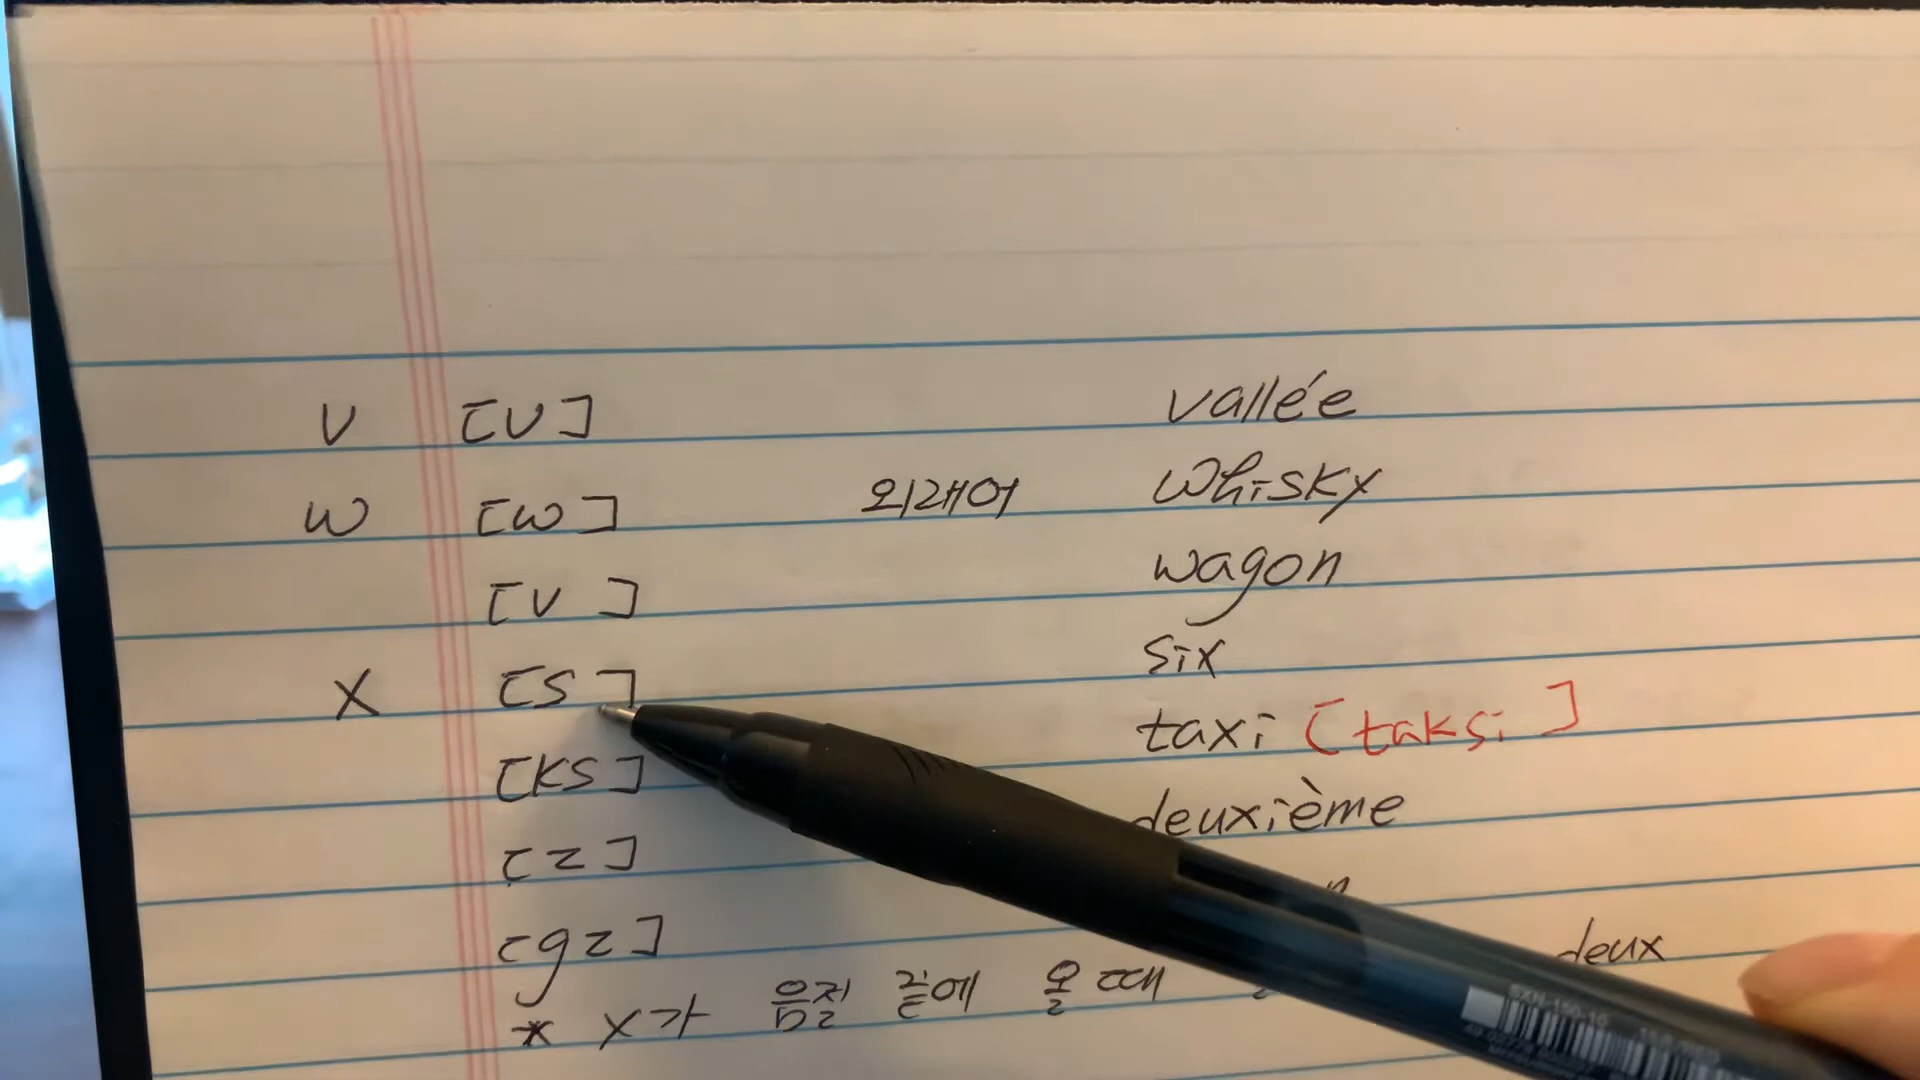 v [v] vallée
w [w] 외래어 whisky
[v] wagon
x [s] six
[ks] taxi [taksi]
[z] deuxième
[gz]
* x가 음절 끝에 올 때 deux